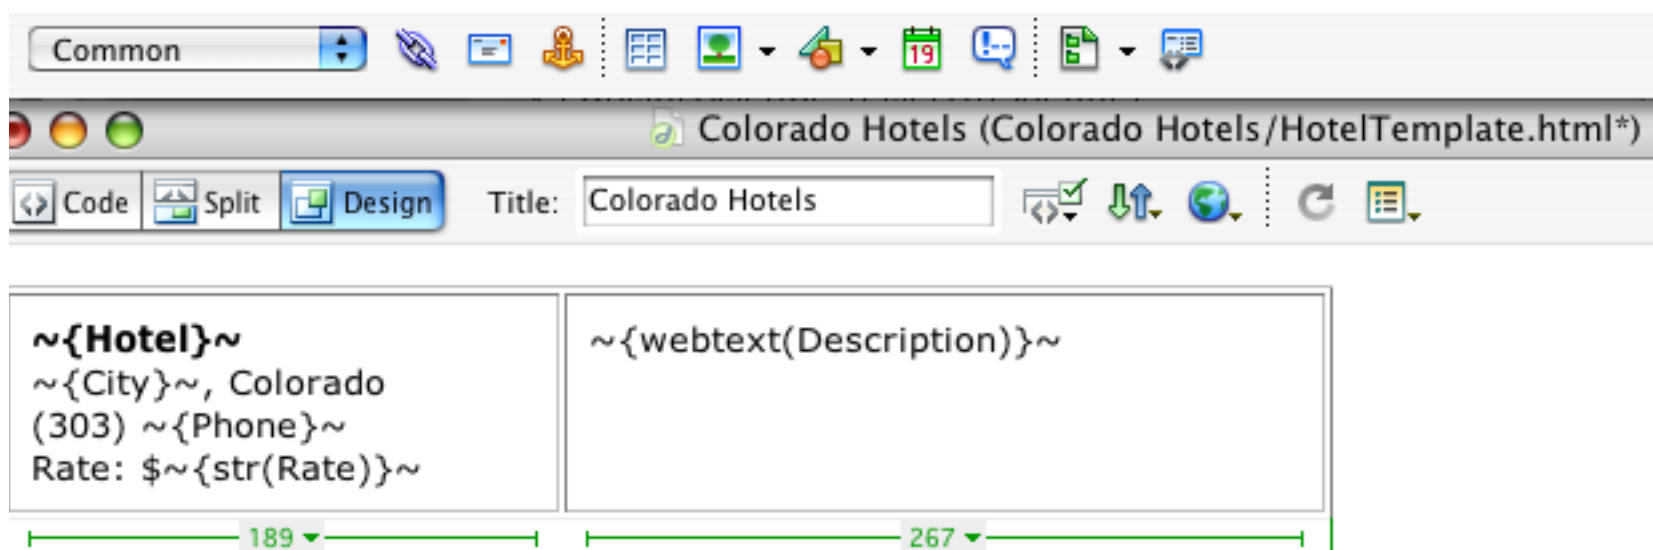 Common
19
Colorado Hotels (Colorado Hotels/HotelTemplate.html*)
Code Split Design Title: Colorado Hotels
~{Hotel}~
~{City}~, Colorado
(303) ~{Phone}~
Rate: $~{str(Rate)}~
~{webtext(Description)}~
189
267